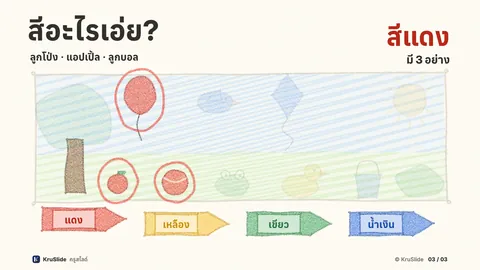 สีอะไรเอ่ย?
ลูกโป่ง · แอปเปิ้ล · ลูกบอล
สีแดง
มี 3 อย่าง
แดง
เหลือง
เขียว
น้ำเงิน
KruSlide ครูสไลด์
© KruSlide 03 / 03